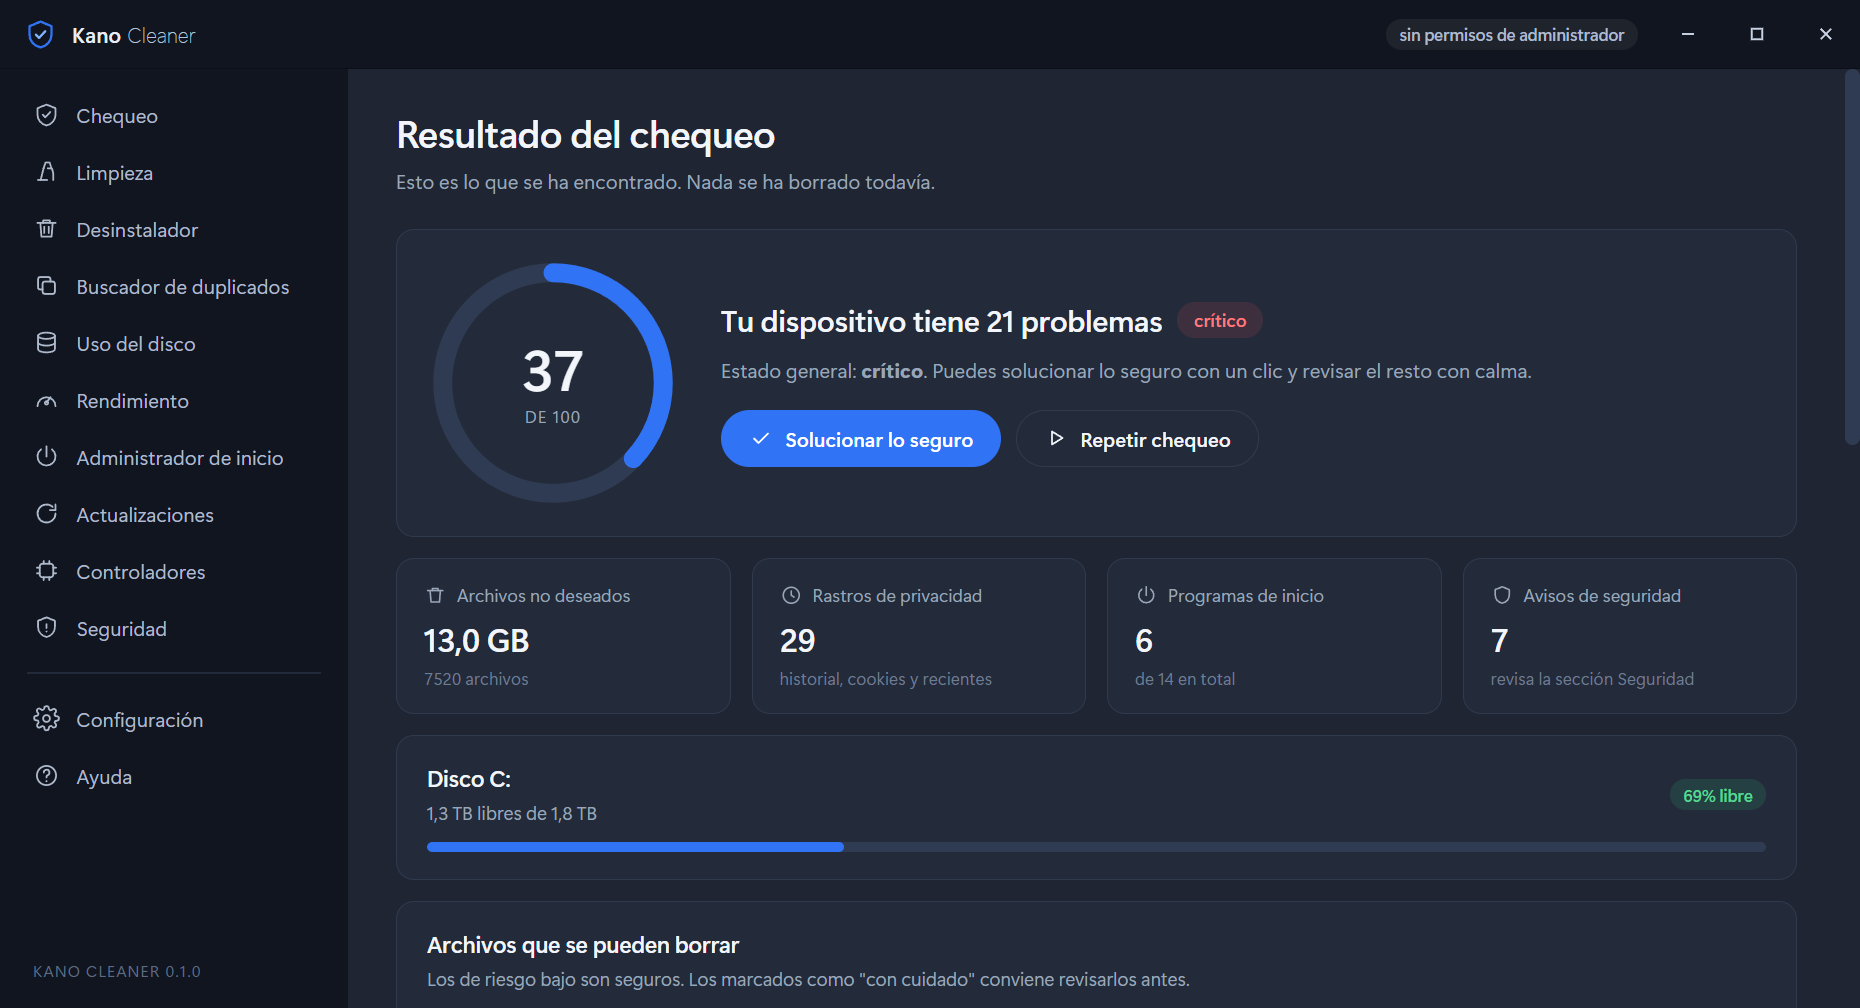 Kano Cleaner
sin permisos de administrador
Chequeo
Limpieza
Desinstalador
Buscador de duplicados
Uso del disco
Rendimiento
Administrador de inicio
Actualizaciones
Controladores
Seguridad
Configuración
Ayuda
KANO CLEANER 0.1.0
Resultado del chequeo
Esto es lo que se ha encontrado. Nada se ha borrado todavía.
37
DE 100
Tu dispositivo tiene 21 problemas crítico
Estado general: crítico. Puedes solucionar lo seguro con un clic y revisar el resto con calma.
Solucionar lo seguro
Repetir chequeo
Archivos no deseados
13,0 GB
7520 archivos
Rastros de privacidad
29
historial, cookies y recientes
Programas de inicio
6
de 14 en total
Avisos de seguridad
7
revisa la sección Seguridad
Disco C:
1,3 TB libres de 1,8 TB
69% libre
Archivos que se pueden borrar
Los de riesgo bajo son seguros. Los marcados como "con cuidado" conviene revisarlos antes.